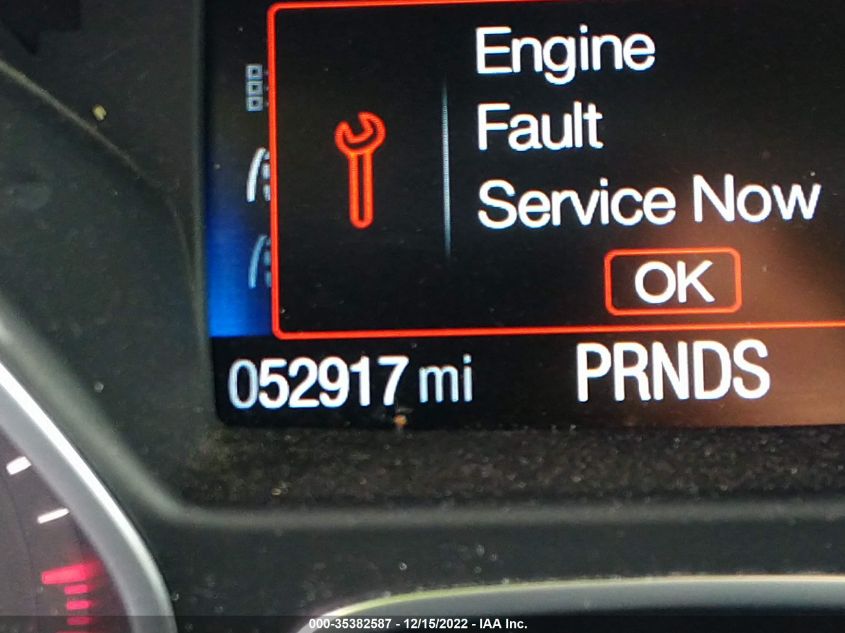 Engine
Fault
Service Now
OK
052917 mi PRNDS
000-35382587 - 12/15/2022 - IAA Inc.